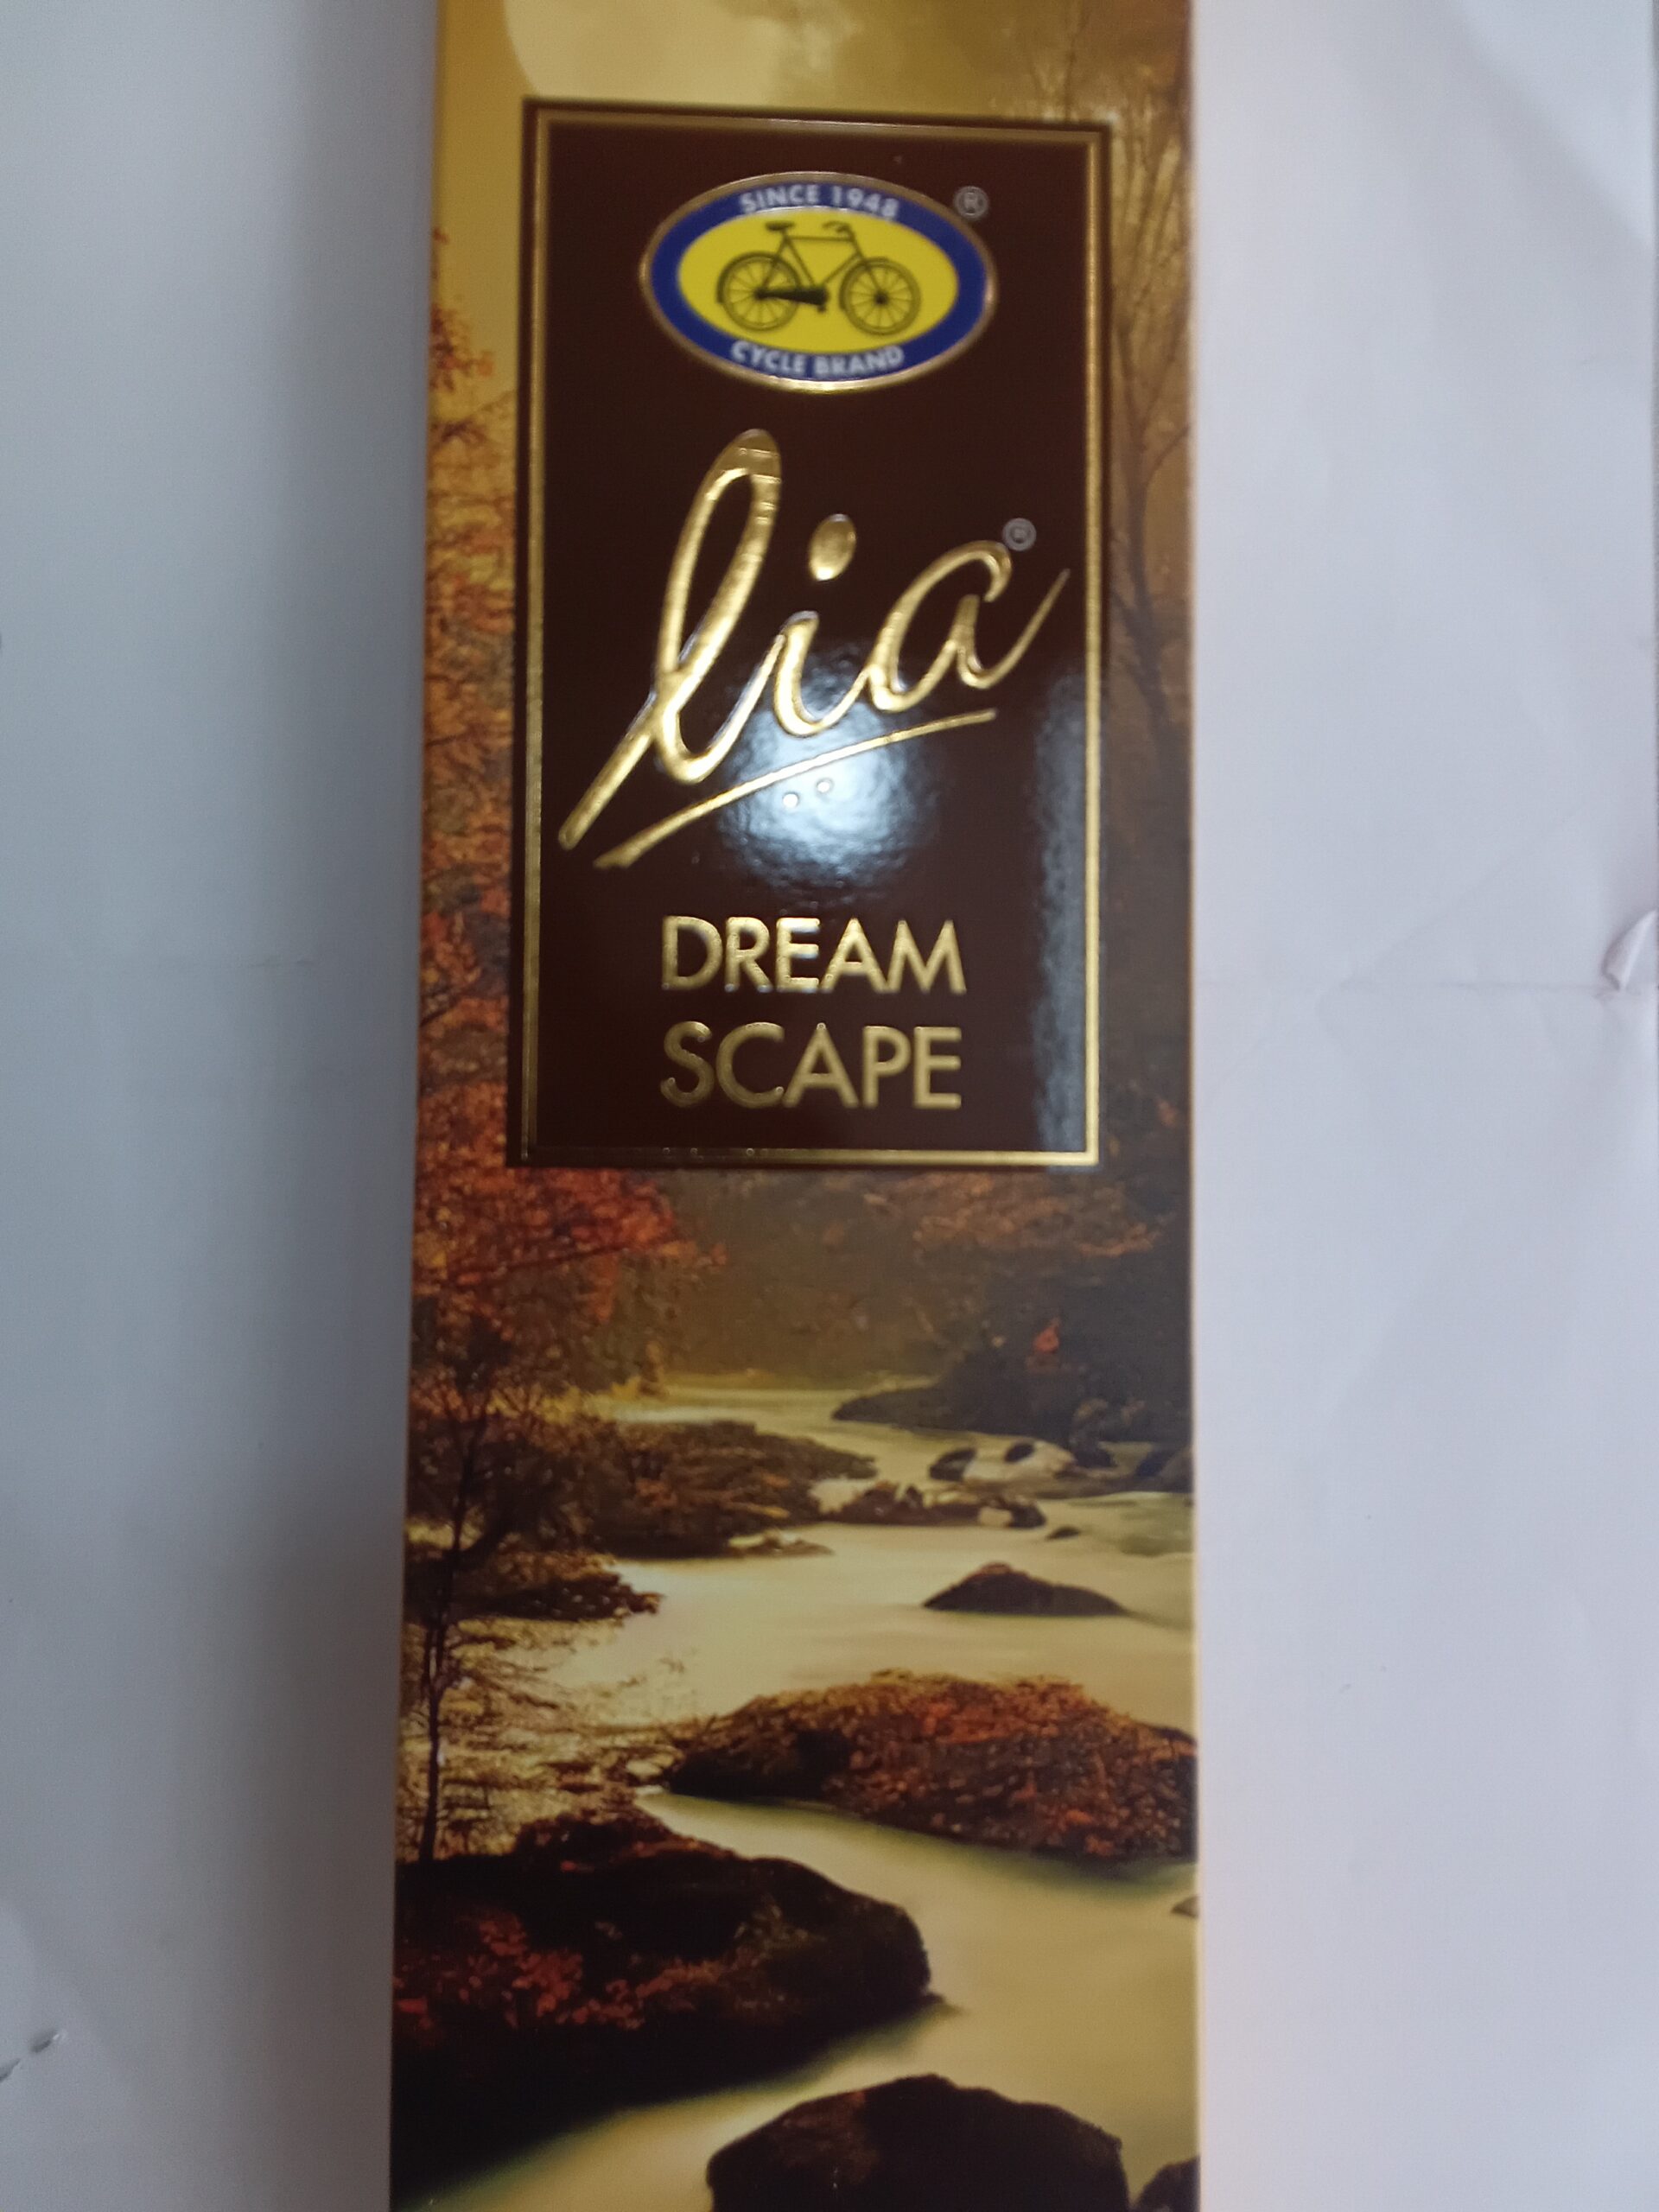 SINCE 1948
®
CYCLE BRAND
lia®
DREAM
SCAPE